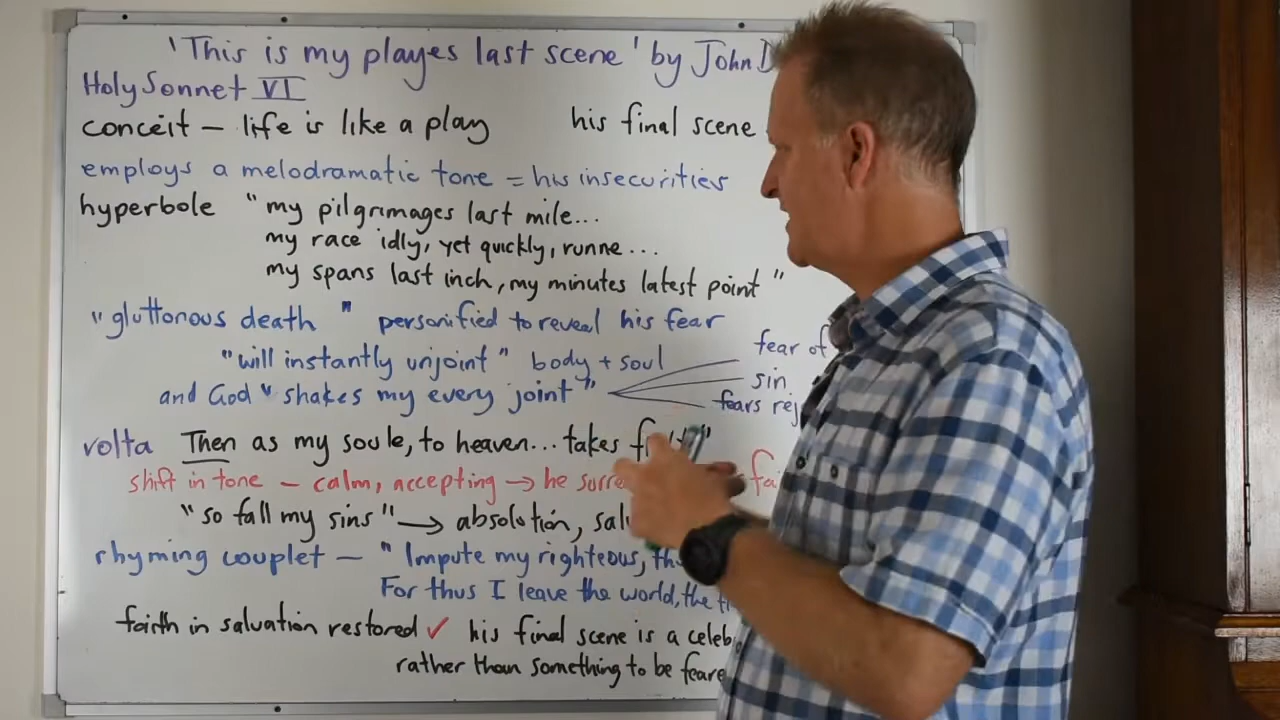 'This is my playes last scene' by John D
Holy Sonnet VI
conceit – life is like a play his final scene
employs a melodramatic tone = his insecurities
hyperbole "my pilgrimages last mile...
my race idly, yet quickly, runne...
my spans last inch, my minutes latest point"
"gluttonous death" personified to reveal his fear
"will instantly unjoint" body + soul
fear of
and God "shakes my every joint"
sin
fears rej
volta Then as my soule, to heaven... takes
shift in tone – calm, accepting → he surre
"so fall my sins" → absolution, sal
rhyming couplet – "Impute my righteous, th
For thus I leave the world, the
faith in salvation restored ✓ his final scene is a celeb
rather than something to be feare